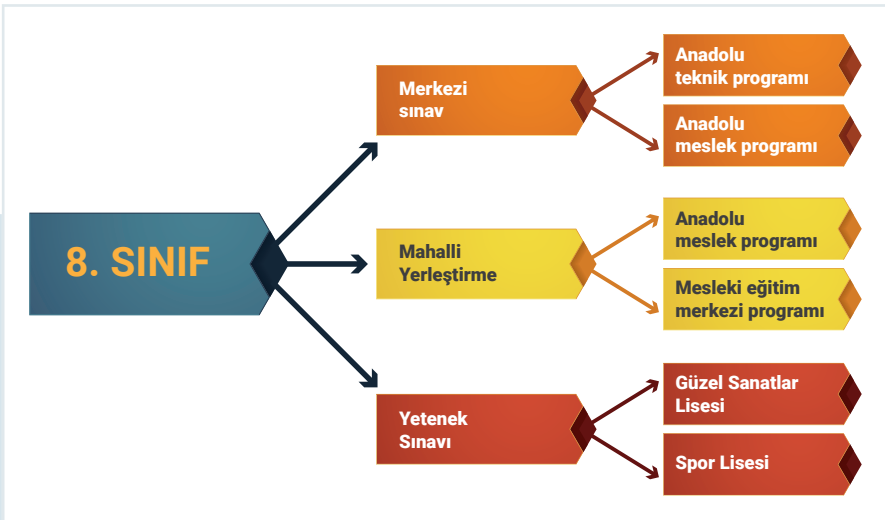 8. SINIF
Merkezi
sınav
Anadolu
teknik programı
Anadolu
meslek programı
Mahalli
Yerleştirme
Anadolu
meslek programı
Mesleki eğitim
merkezi programı
Yetenek
Sınavı
Güzel Sanatlar
Lisesi
Spor Lisesi